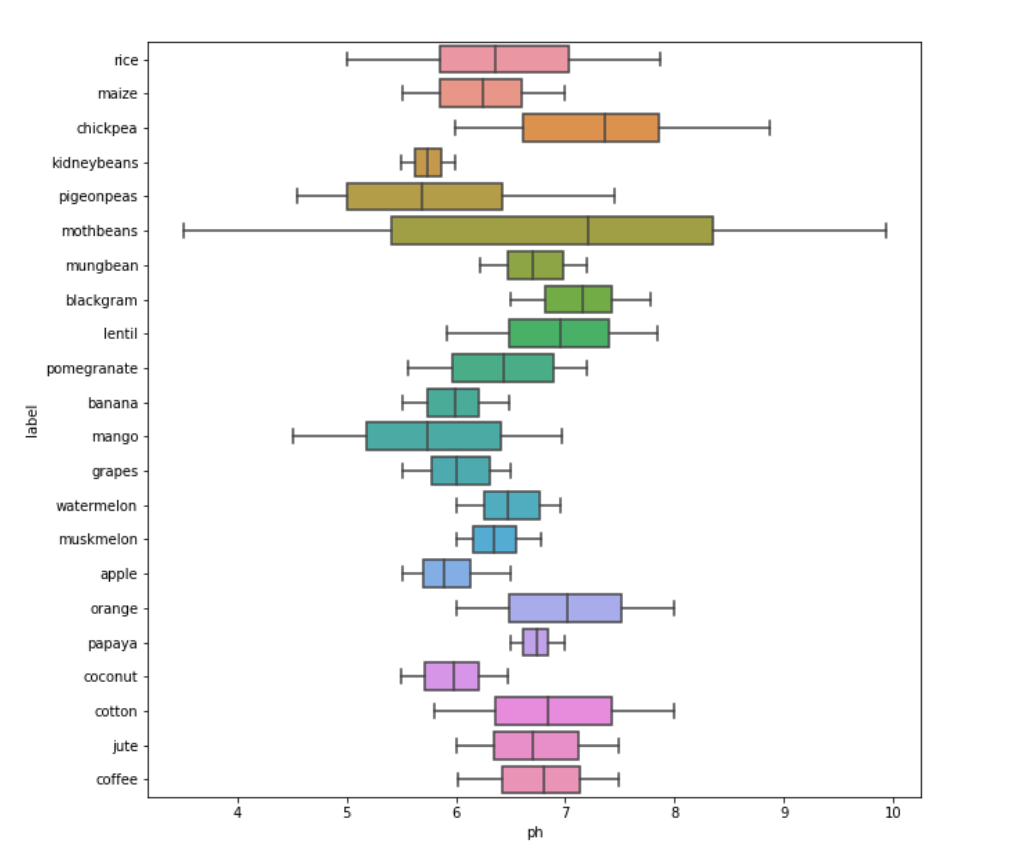 rice
maize
chickpea
kidneybeans
pigeonpeas
mothbeans
mungbean
blackgram
lentil
pomegranate
banana
mango
grapes
watermelon
muskmelon
apple
orange
papaya
coconut
cotton
jute
coffee
label
4 5 6 7 8 9 10
ph